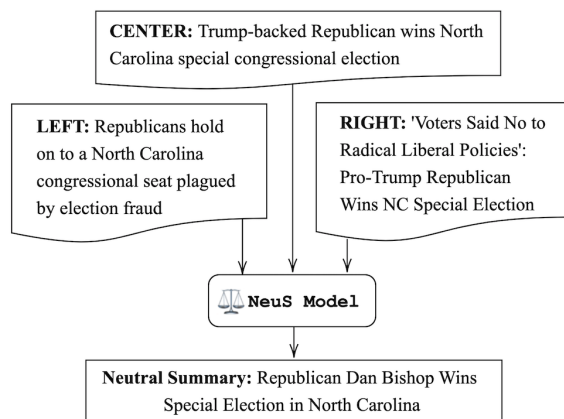 CENTER: Trump-backed Republican wins North
Carolina special congressional election
LEFT: Republicans hold
on to a North Carolina
congressional seat plagued
by election fraud
RIGHT: 'Voters Said No to
Radical Liberal Policies':
Pro-Trump Republican
Wins NC Special Election
NeuS Model
Neutral Summary: Republican Dan Bishop Wins
Special Election in North Carolina